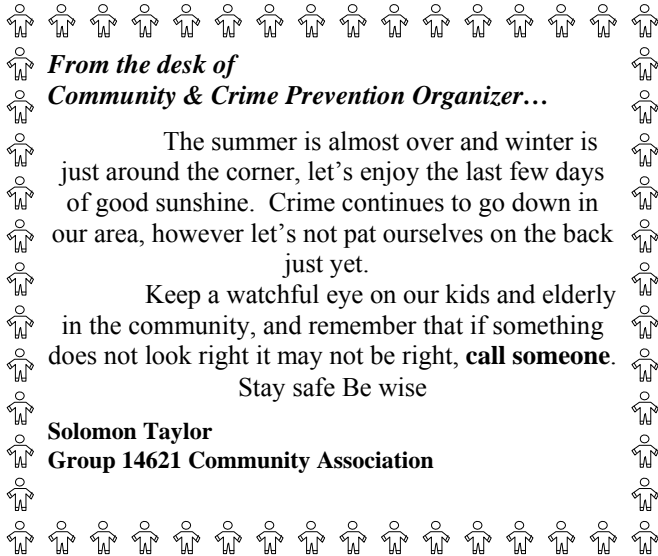 From the desk of
Community & Crime Prevention Organizer…
The summer is almost over and winter is
just around the corner, let’s enjoy the last few days
of good sunshine.  Crime continues to go down in
our area, however let’s not pat ourselves on the back
just yet.
Keep a watchful eye on our kids and elderly
in the community, and remember that if something
does not look right it may not be right, call someone.
Stay safe Be wise
Solomon Taylor
Group 14621 Community Association